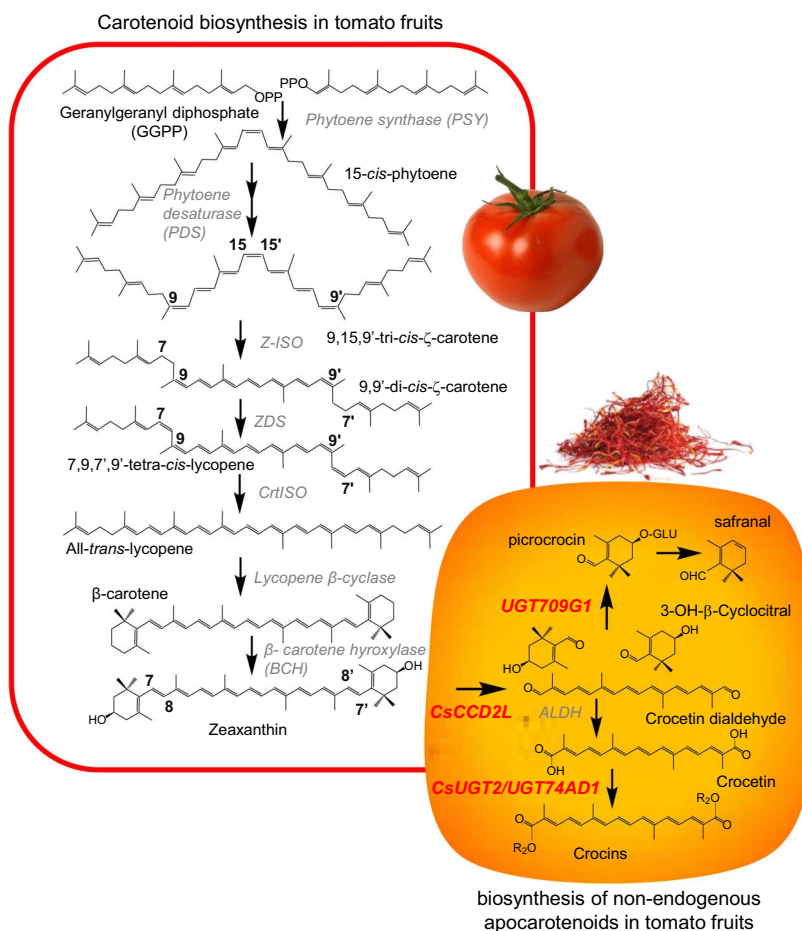 Carotenoid biosynthesis in tomato fruits
PPO
OPP
Geranylgeranyl diphosphate
(GGPP)
Phytoene synthase (PSY)
15-cis-phytoene
Phytoene
desaturase
(PDS)
15 15'
9 9'
Z-ISO
9,15,9'-tri-cis-ζ-carotene
7
9 9'
9,9'-di-cis-ζ-carotene
7'
ZDS
7
9 9'
7,9,7',9'-tetra-cis-lycopene
7'
CrtISO
All-trans-lycopene
Lycopene β-cyclase
β-carotene
β- carotene hyroxylase
(BCH)
7 8' OH
8 7'
HO
Zeaxanthin
O-GLU
picrocrocin
safranal
O
OHC
UGT709G1
3-OH-β-Cyclocitral
O
OH
HO
O
O
O
CsCCD2L
ALDH
Crocetin dialdehyde
OH
O
O
OH
Crocetin
CsUGT2/UGT74AD1
R2O
O
O
R2O
Crocins
biosynthesis of non-endogenous
apocarotenoids in tomato fruits